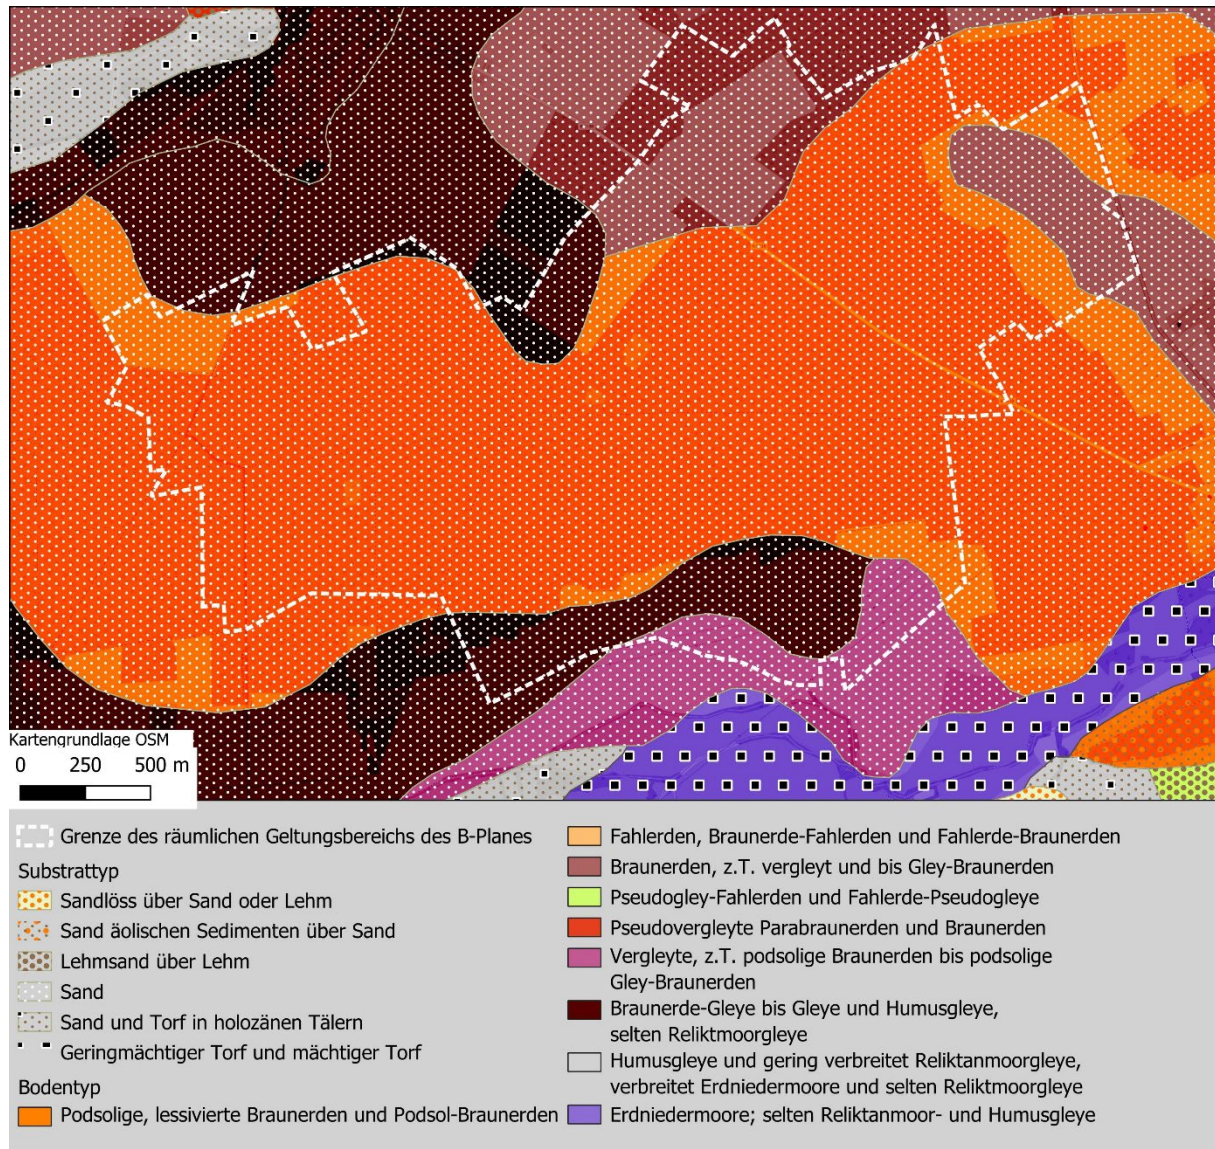 Kartengrundlage OSM
0 250 500 m
Grenze des räumlichen Geltungsbereichs des B-Planes
Substrattyp
Sandlöss über Sand oder Lehm
Sand äolischen Sedimenten über Sand
Lehmsand über Lehm
Sand
Sand und Torf in holozänen Tälern
Geringmächtiger Torf und mächtiger Torf
Bodentyp
Podsolige, lessivierte Braunerden und Podsol-Braunerden
Fahlerden, Braunerde-Fahlerden und Fahlerde-Braunerden
Braunerden, z.T. vergleyt und bis Gley-Braunerden
Pseudogley-Fahlerden und Fahlerde-Pseudogleye
Pseudovergleyte Parabraunerden und Braunerden
Vergleyte, z.T. podsolige Braunerden bis podsolige
Gley-Braunerden
Braunerde-Gleye bis Gleye und Humusgleye,
selten Reliktmoorgleye
Humusgleye und gering verbreitet Reliktanmoorgleye,
verbreitet Erdniedermoore und selten Reliktmoorgleye
Erdniedermoore; selten Reliktanmoor- und Humusgleye